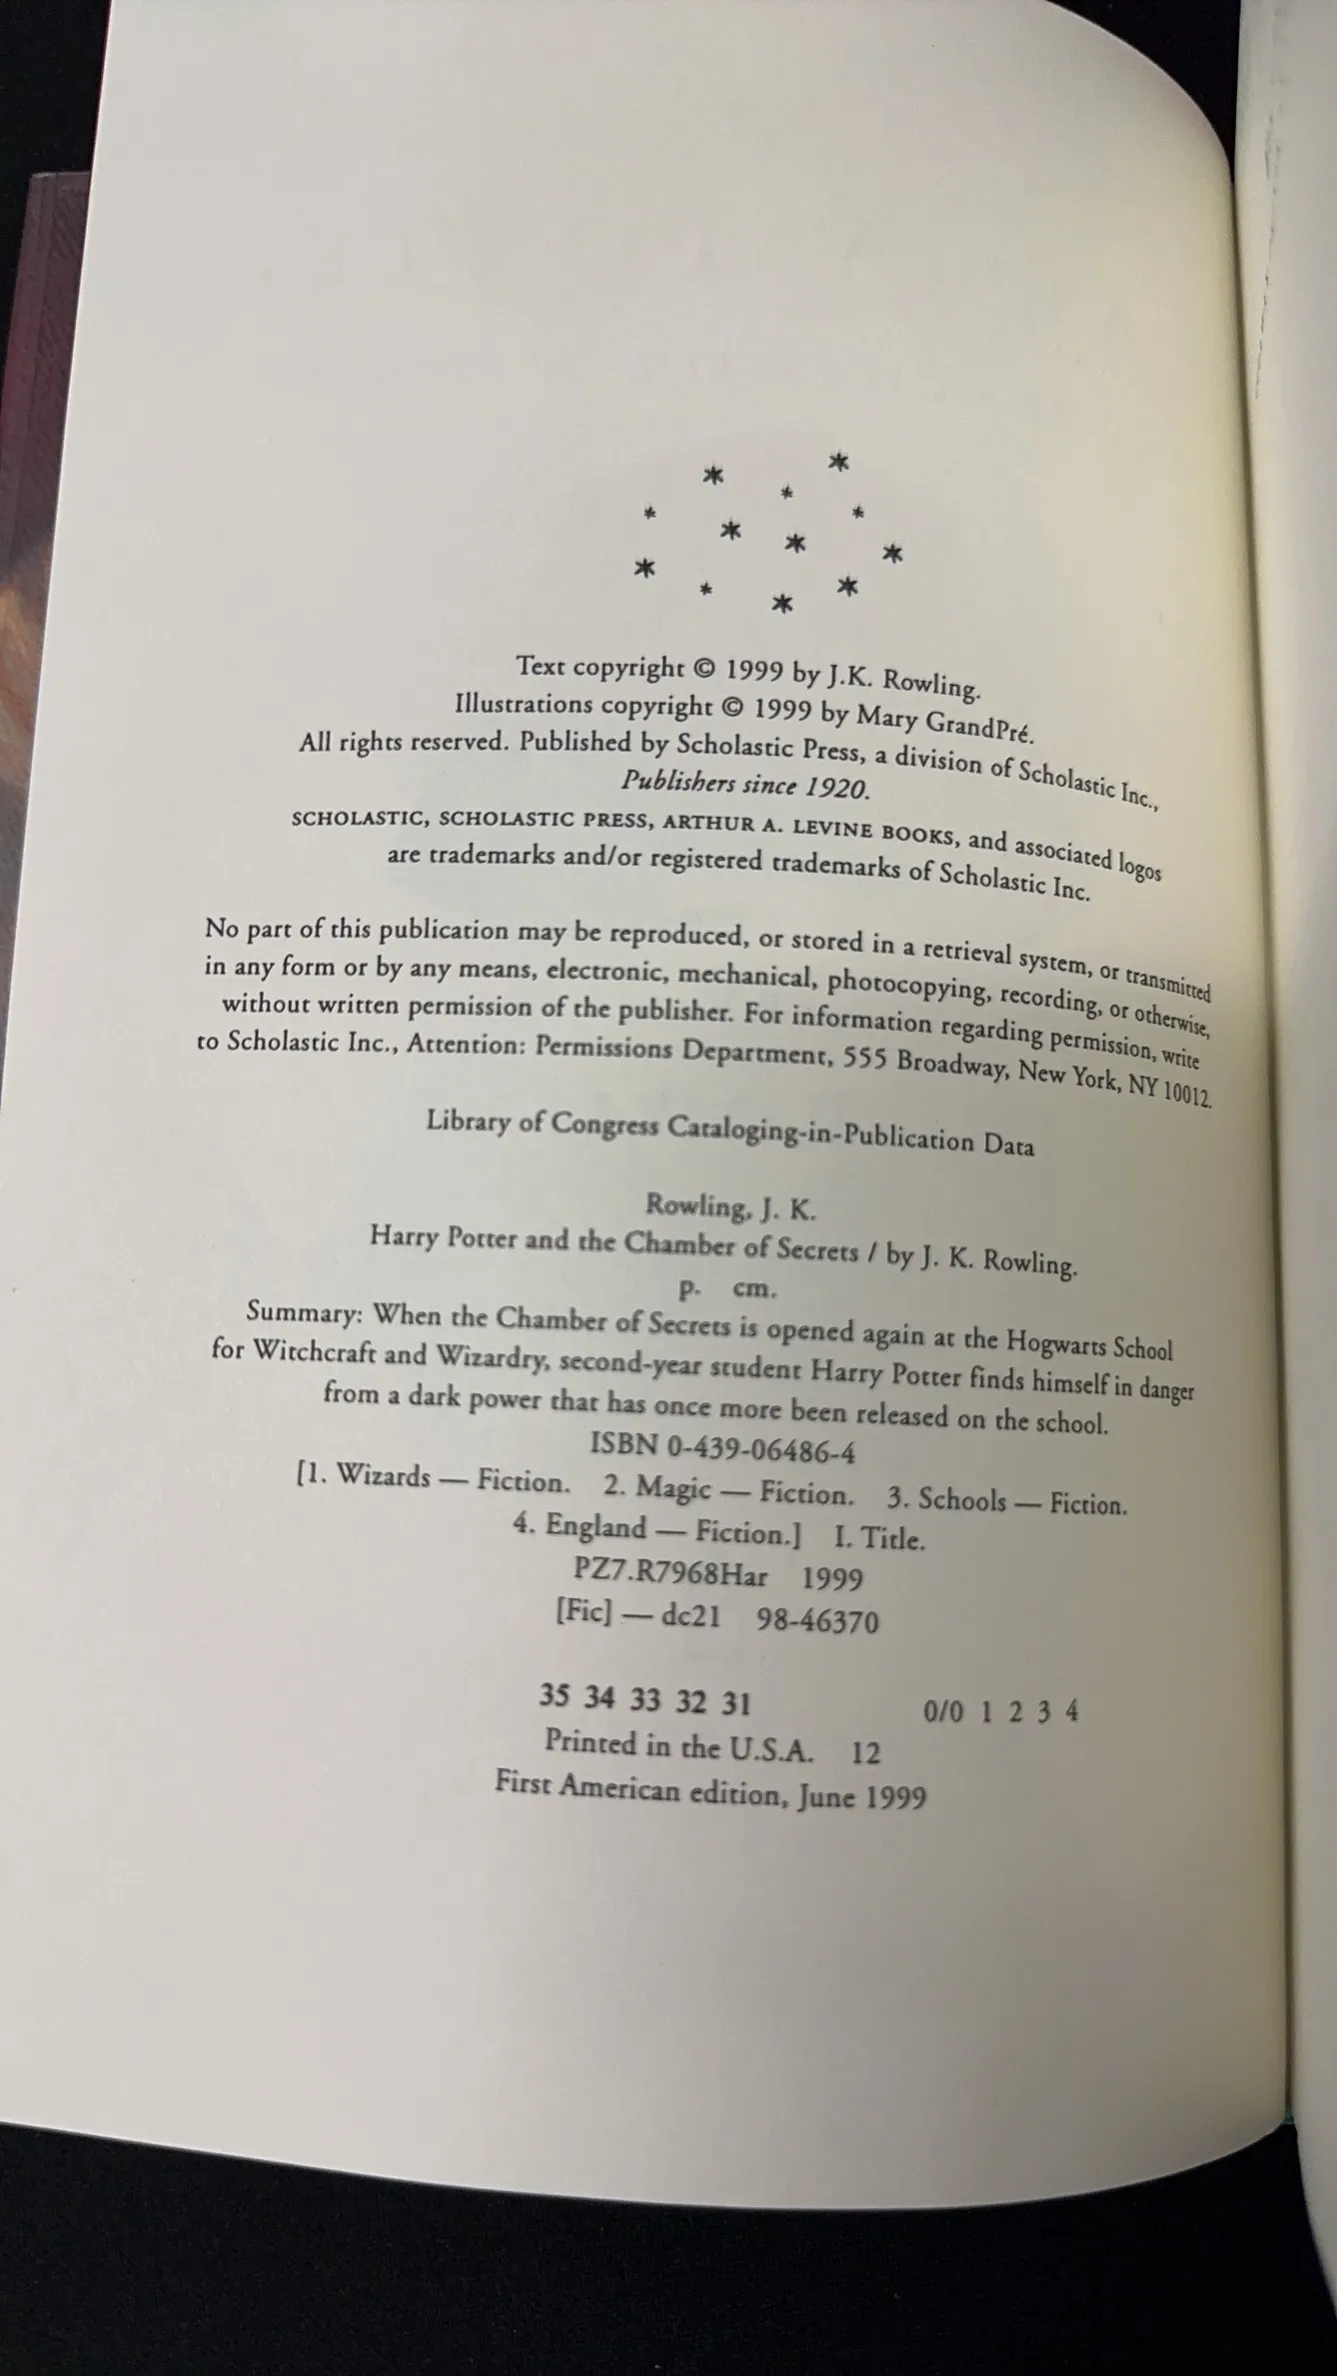 Text copyright © 1999 by J.K. Rowling.
Illustrations copyright © 1999 by Mary GrandPré.
All rights reserved. Published by Scholastic Press, a division of Scholastic Inc.,
Publishers since 1920.
SCHOLASTIC, SCHOLASTIC PRESS, ARTHUR A. LEVINE BOOKS, and associated logos
are trademarks and/or registered trademarks of Scholastic Inc.
No part of this publication may be reproduced, or stored in a retrieval system, or transmitted
in any form or by any means, electronic, mechanical, photocopying, recording, or otherwise,
without written permission of the publisher. For information regarding permission, write
to Scholastic Inc., Attention: Permissions Department, 555 Broadway, New York, NY 10012.
Library of Congress Cataloging-in-Publication Data
Rowling, J. K.
Harry Potter and the Chamber of Secrets / by J. K. Rowling.
p. cm.
Summary: When the Chamber of Secrets is opened again at the Hogwarts School
for Witchcraft and Wizardry, second-year student Harry Potter finds himself in danger
from a dark power that has once more been released on the school.
ISBN 0-439-06486-4
[1. Wizards — Fiction. 2. Magic — Fiction. 3. Schools — Fiction.
4. England — Fiction.] I. Title.
PZ7.R7968Har 1999
[Fic] — dc21 98-46370
35 34 33 32 31 0/0 1 2 3 4
Printed in the U.S.A. 12
First American edition, June 1999